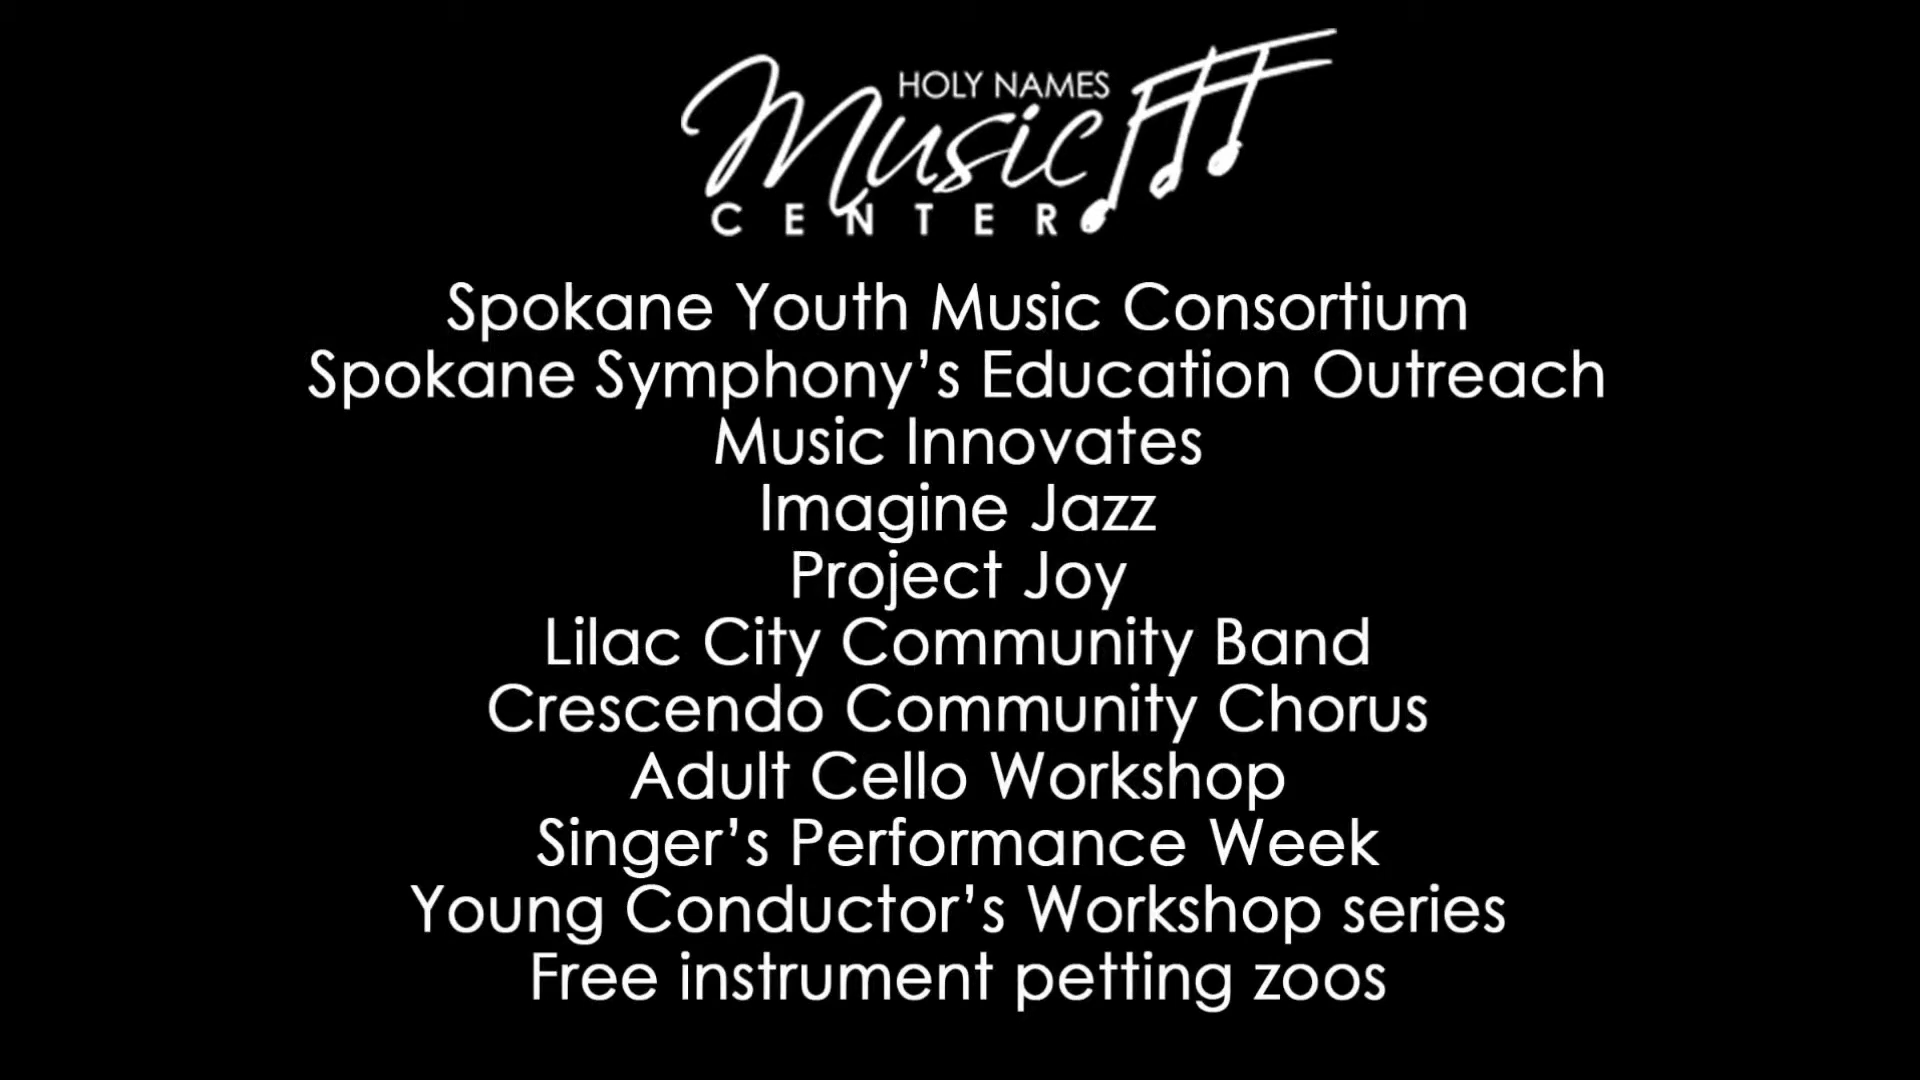 HOLY NAMES
Music
CENTER
Spokane Youth Music Consortium
Spokane Symphony’s Education Outreach
Music Innovates
Imagine Jazz
Project Joy
Lilac City Community Band
Crescendo Community Chorus
Adult Cello Workshop
Singer’s Performance Week
Young Conductor’s Workshop series
Free instrument petting zoos